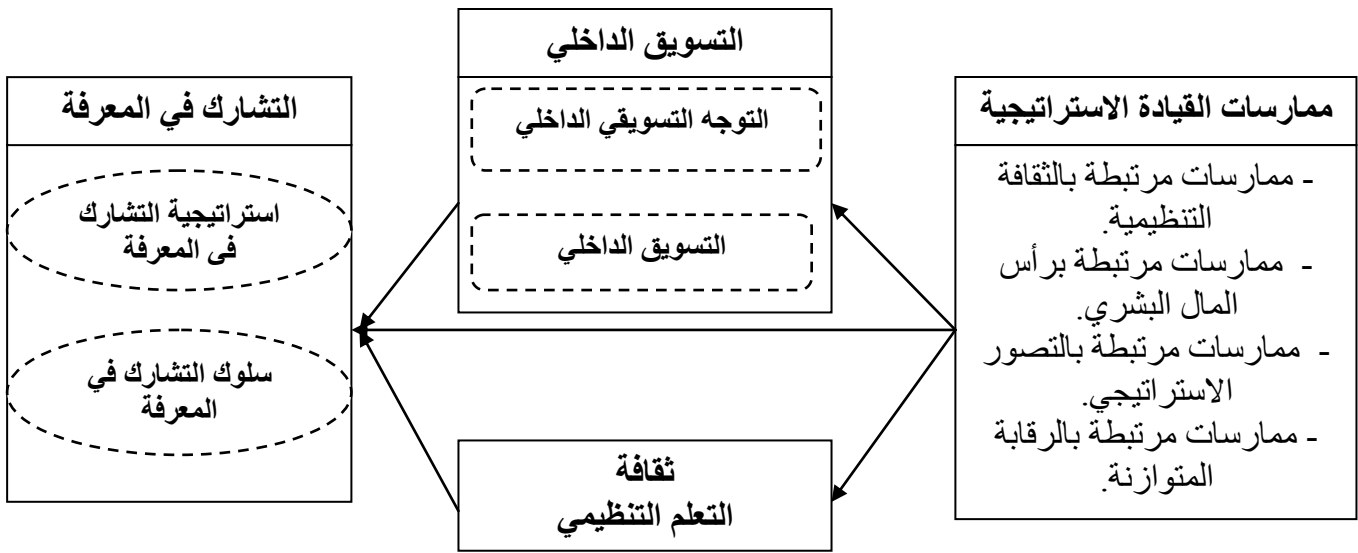 ممارسات القيادة الاستراتيجية
- ممارسات مرتبطة بالثقافة
التنظيمية.
- ممارسات مرتبطة برأس
المال البشري.
- ممارسات مرتبطة بالتصور
الاستراتيجي.
- ممارسات مرتبطة بالرقابة
المتوازنة.
التسويق الداخلي
التوجه التسويقي الداخلي
التسويق الداخلي
ثقافة
التعلم التنظيمي
التشارك في المعرفة
استراتيجية التشارك
فى المعرفة
سلوك التشارك في
المعرفة